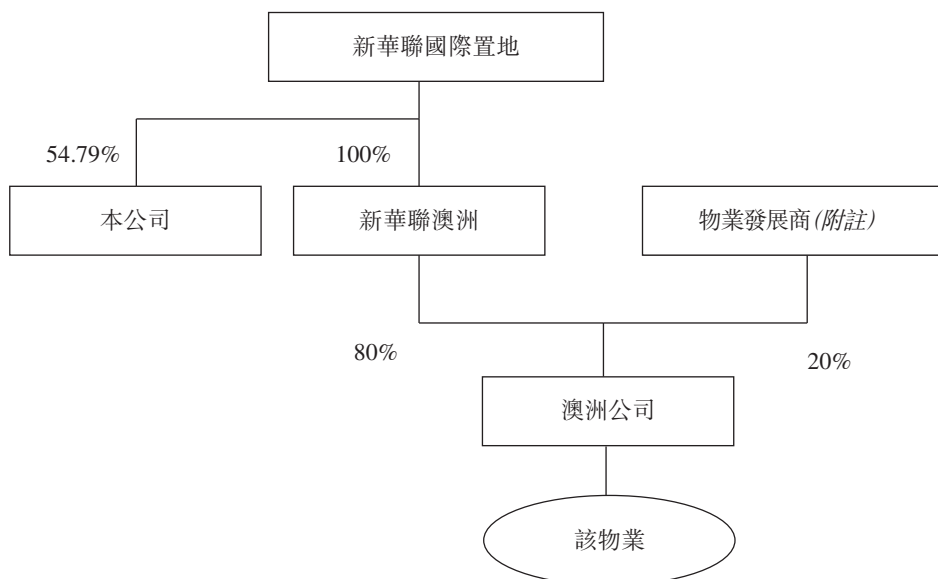 新華聯國際置地
54.79%
100%
本公司
新華聯澳洲
物業發展商(附註)
80%
20%
澳洲公司
該物業